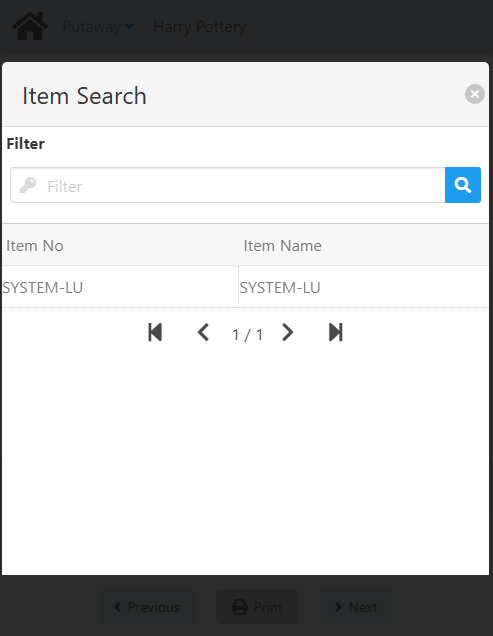 Putaway Harry Pottery
Item Search
Filter
Filter
Item No Item Name
SYSTEM-LU SYSTEM-LU
1 / 1
Previous Print Next